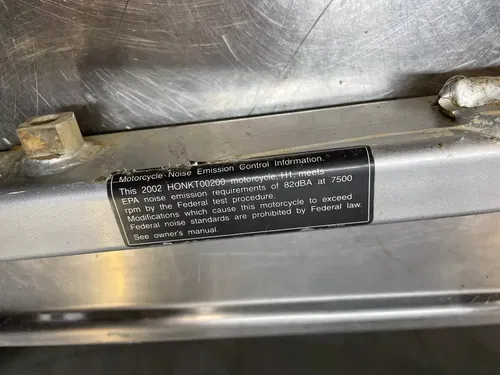 Motorcycle Noise Emission Control Information.
This 2002 HONKT00208 motorcycle, H1, meets
EPA noise emission requirements of 82dBA at 7500
rpm by the Federal test procedure.
Modifications which cause this motorcycle to exceed
Federal noise standards are prohibited by Federal law.
See owner's manual.